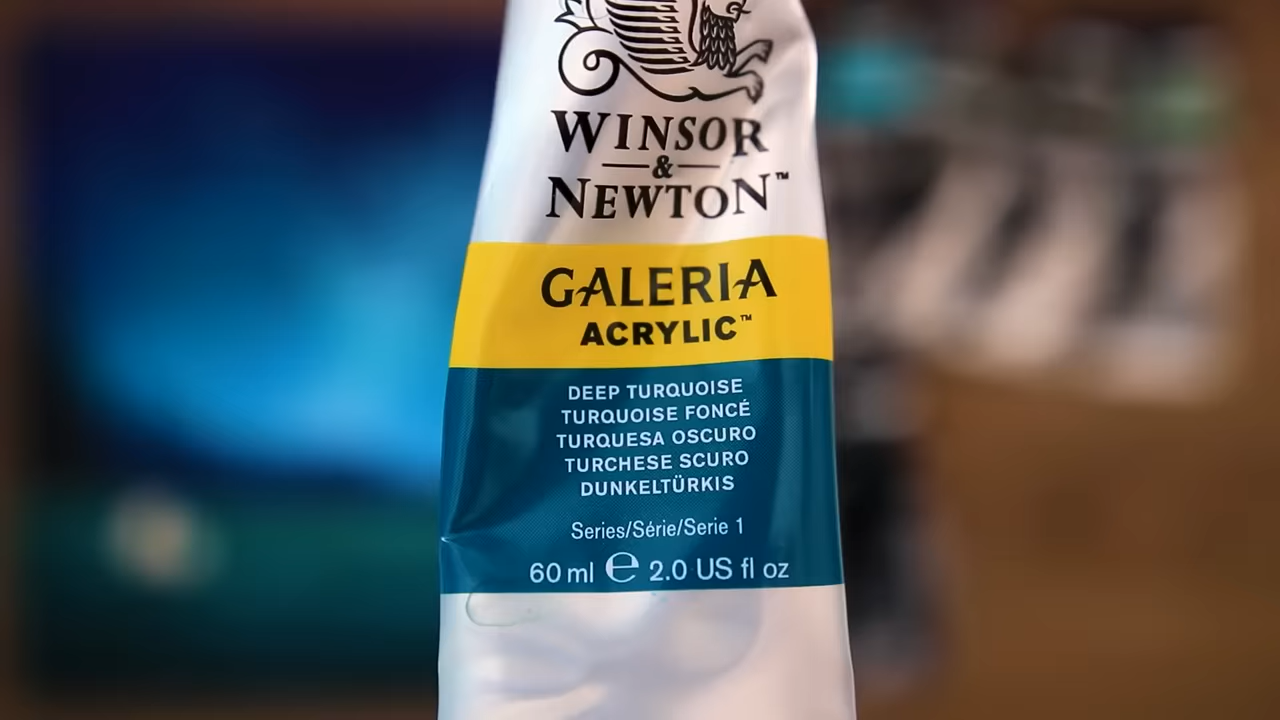 WINSOR
&
NEWTON™
GALERIA
ACRYLIC™
DEEP TURQUOISE
TURQUOISE FONCÉ
TURQUESA OSCURO
TURCHESE SCURO
DUNKELTÜRKIS
Series/Série/Serie 1
60 ml ℮ 2.0 US fl oz